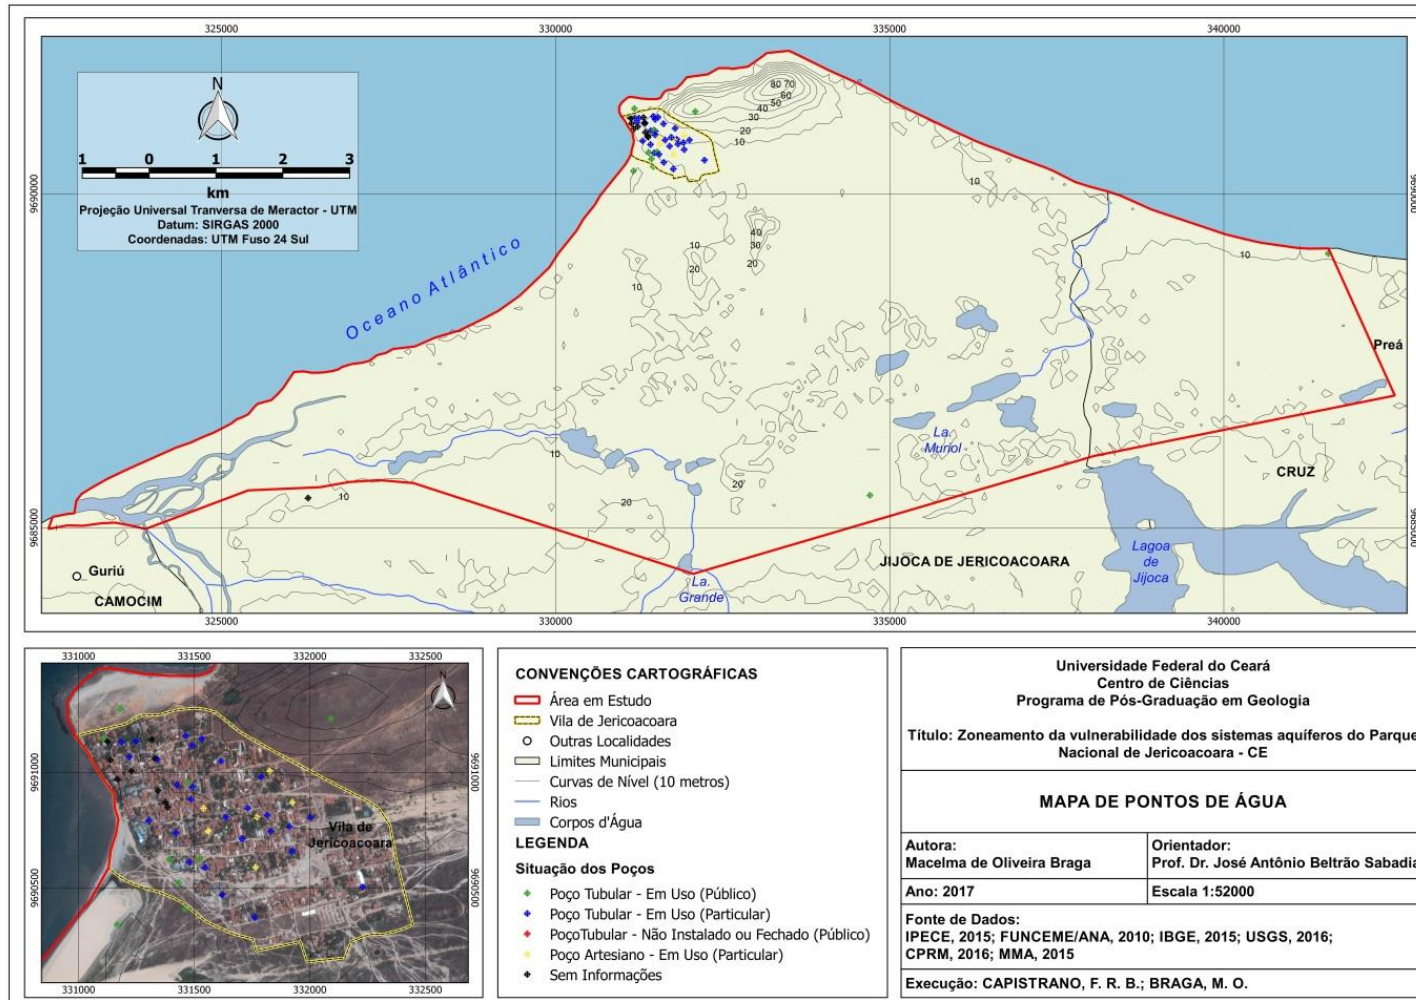 325000
330000
335000
340000
N
1 0 1 2 3
km
Projeção Universal Tranversa de Meractor - UTM
Datum: SIRGAS 2000
Coordenadas: UTM Fuso 24 Sul
80 70
60
50
40
30
20
10
10
9690000
9690000
Oceano Atlântico
40
30
20
10
20
10
10
Preá
La.
Muriol
10
10
20
20
CRUZ
9685000
9685000
Guriú
CAMOCIM
La.
Grande
JIJOCA DE JERICOACOARA
Lagoa
de
Jijoca
325000
330000
335000
340000
331000
331500
332000
332500
9691000
9691000
Vila de
Jericoacoara
9690500
9690500
331000
331500
332000
332500
CONVENÇÕES CARTOGRÁFICAS
Área em Estudo
Vila de Jericoacoara
Outras Localidades
Limites Municipais
Curvas de Nível (10 metros)
Rios
Corpos d'Água
LEGENDA
Situação dos Poços
Poço Tubular - Em Uso (Público)
Poço Tubular - Em Uso (Particular)
PoçoTubular - Não Instalado ou Fechado (Público)
Poço Artesiano - Em Uso (Particular)
Sem Informações
Universidade Federal do Ceará
Centro de Ciências
Programa de Pós-Graduação em Geologia
Título: Zoneamento da vulnerabilidade dos sistemas aquíferos do Parque
Nacional de Jericoacoara - CE
MAPA DE PONTOS DE ÁGUA
Autora:
Macelma de Oliveira Braga
Orientador:
Prof. Dr. José Antônio Beltrão Sabadia
Ano: 2017
Escala 1:52000
Fonte de Dados:
IPECE, 2015; FUNCEME/ANA, 2010; IBGE, 2015; USGS, 2016;
CPRM, 2016; MMA, 2015
Execução: CAPISTRANO, F. R. B.; BRAGA, M. O.